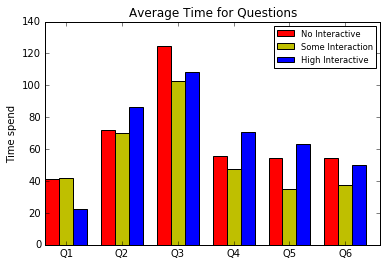 Average Time for Questions
No Interactive
Some Interaction
High Interactive
Time spend
140
120
100
80
60
40
20
0
Q1 Q2 Q3 Q4 Q5 Q6